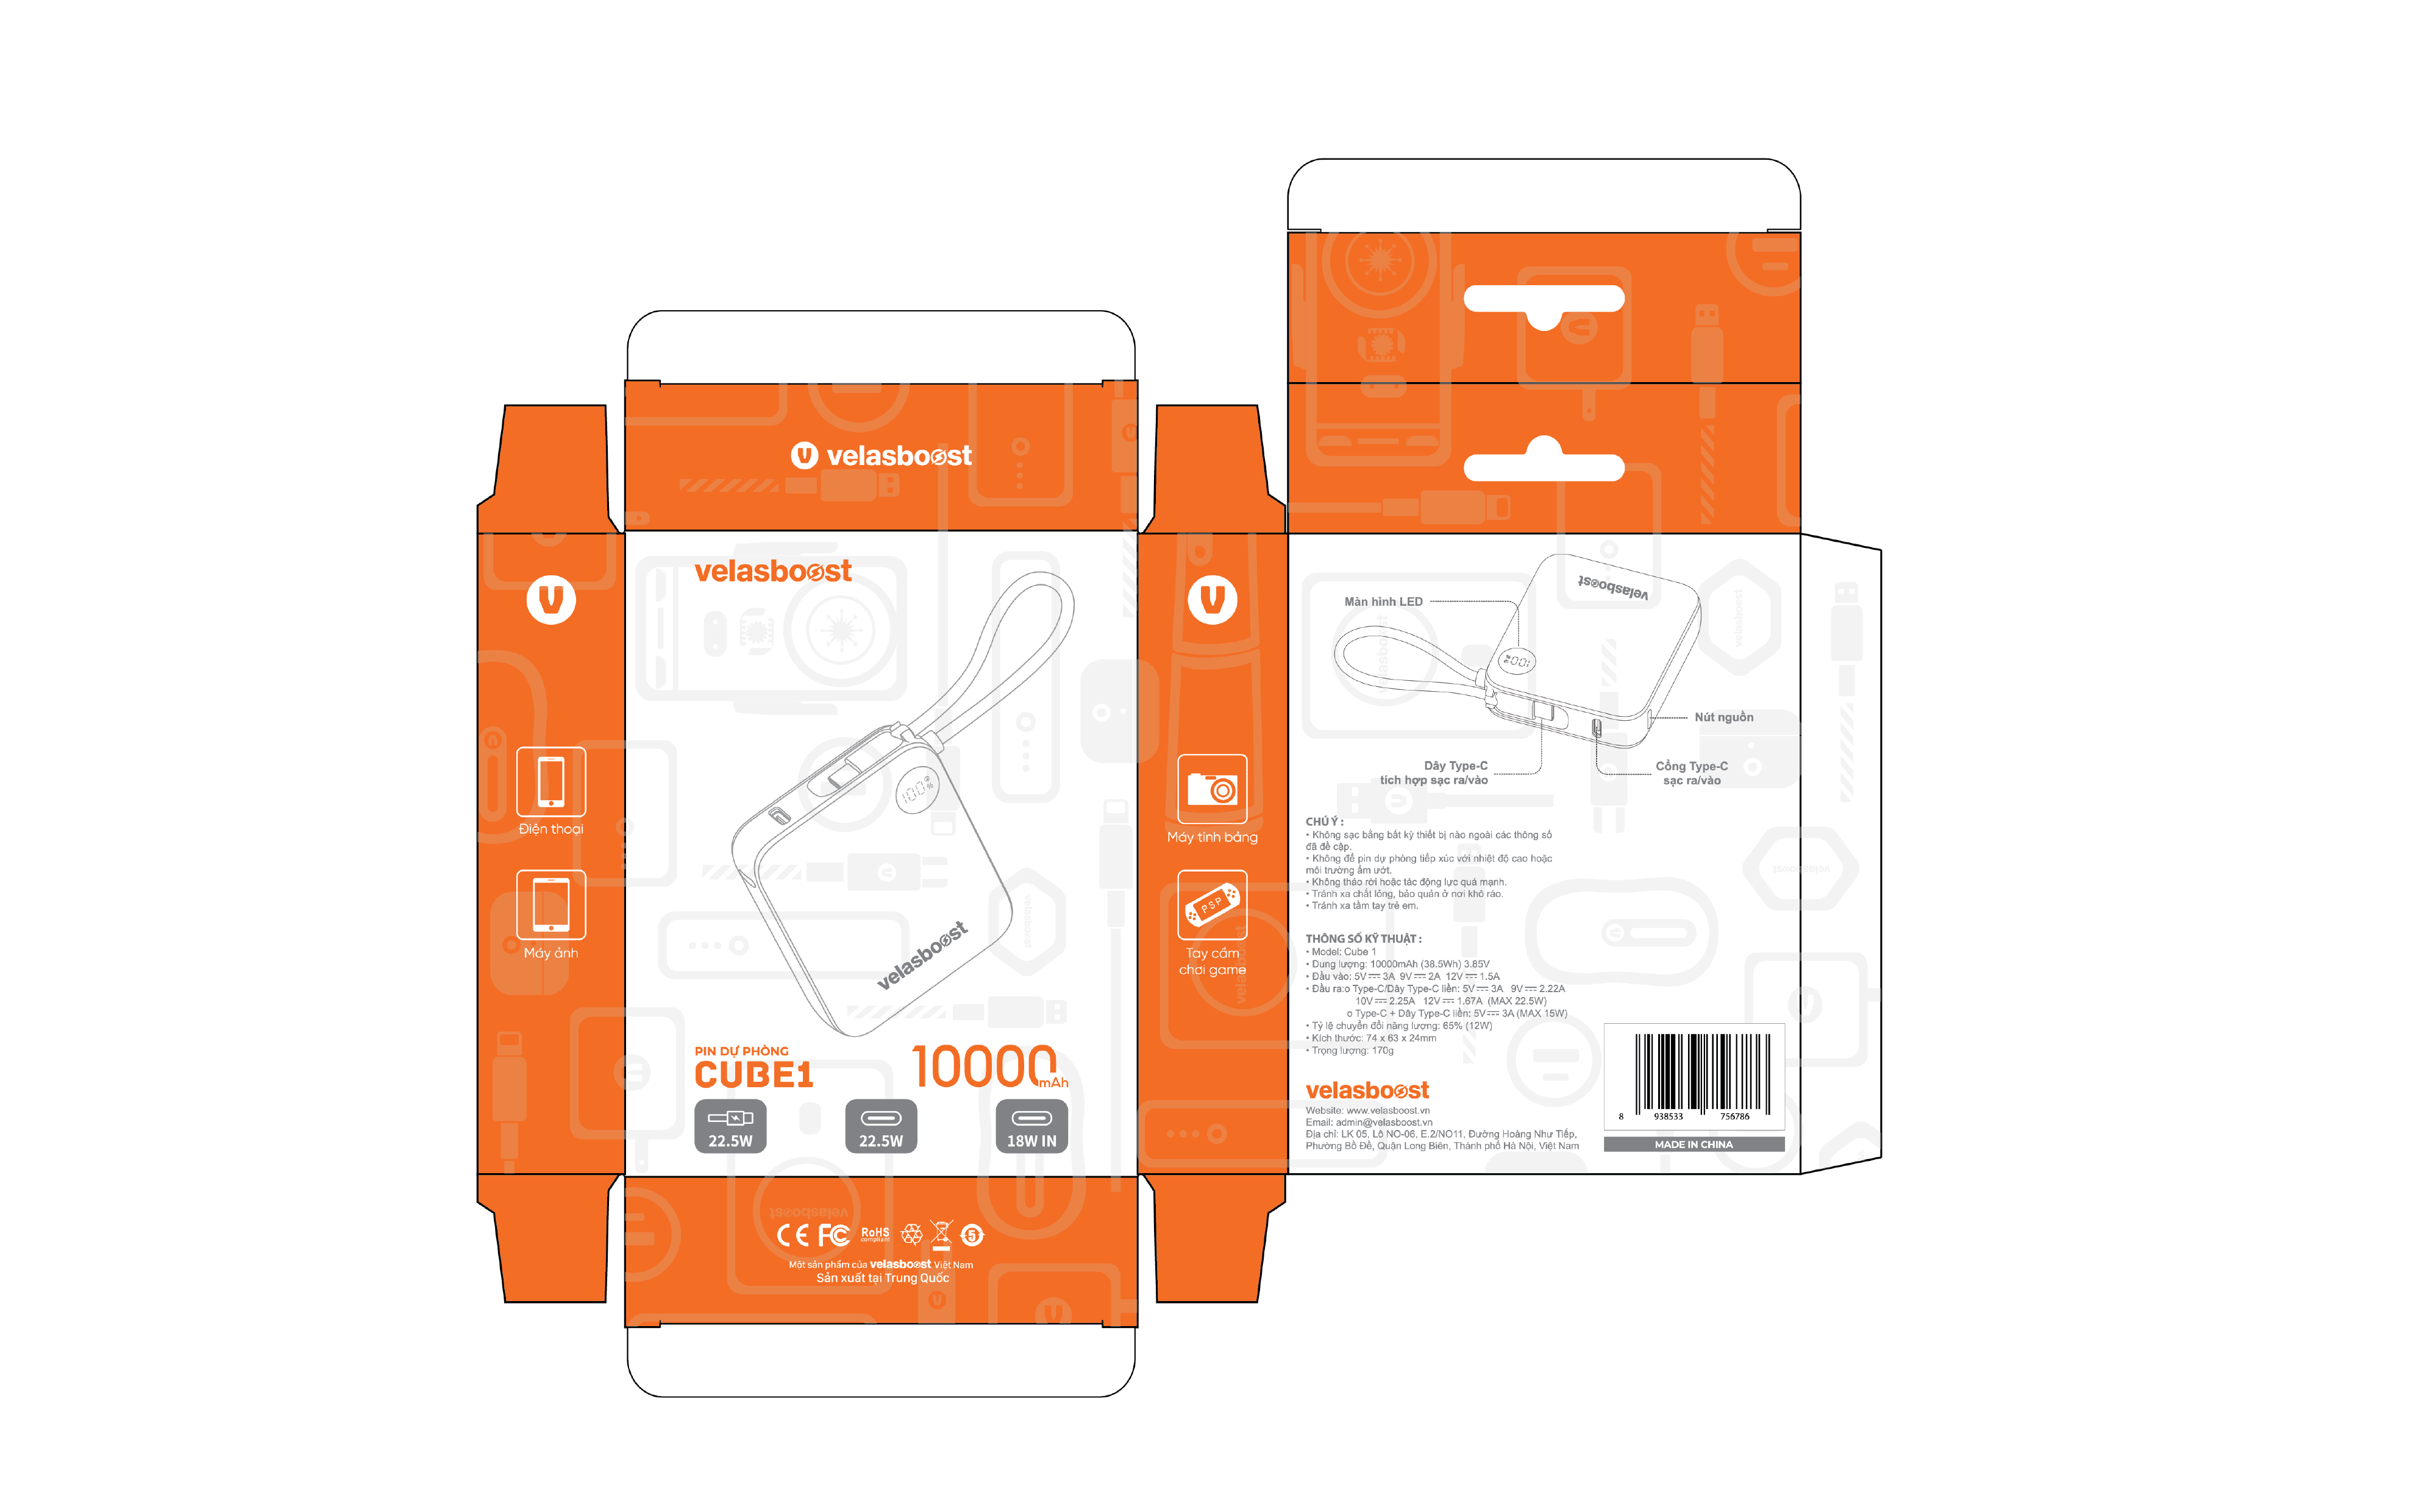 velasboost
velasboost
velasboost
PIN DỰ PHÒNG
CUBE1
10000mAh
22.5W
22.5W
18W IN
Điện thoại
Máy ảnh
Máy tính bảng
PSP
Tay cầm
chơi game
velasboost
CE FC RoHS
compliant
5
Một sản phẩm của velasboost Việt Nam
Sản xuất tại Trung Quốc
velasboost
Màn hình LED
100%
Nút nguồn
Dây Type-C
tích hợp sạc ra/vào
Cổng Type-C
sạc ra/vào
CHÚ Ý :
• Không sạc bằng bất kỳ thiết bị nào ngoài các thông số
đã đề cập.
• Không để pin dự phòng tiếp xúc với nhiệt độ cao hoặc
môi trường ẩm ướt.
• Không tháo rời hoặc tác động lực quá mạnh.
• Tránh xa chất lỏng, bảo quản ở nơi khô ráo.
• Tránh xa tầm tay trẻ em.
THÔNG SỐ KỸ THUẬT :
• Model: Cube 1
• Dung lượng: 10000mAh (38.5Wh) 3.85V
• Đầu vào: 5V⎓3A 9V⎓2A 12V⎓1.5A
• Đầu ra:o Type-C/Dây Type-C liền: 5V⎓3A 9V⎓2.22A
10V⎓2.25A 12V⎓1.67A (MAX 22.5W)
o Type-C + Dây Type-C liền: 5V⎓3A (MAX 15W)
• Tỷ lệ chuyển đổi năng lượng: 65% (12W)
• Kích thước: 74 x 63 x 24mm
• Trọng lượng: 170g
velasboost
Website: www.velasboost.vn
Email: admin@velasboost.vn
Địa chỉ: LK 05, Lô NO-06, E.2/NO11, Đường Hoàng Như Tiếp,
Phường Bồ Đề, Quận Long Biên, Thành phố Hà Nội, Việt Nam
8 938533 756786
MADE IN CHINA